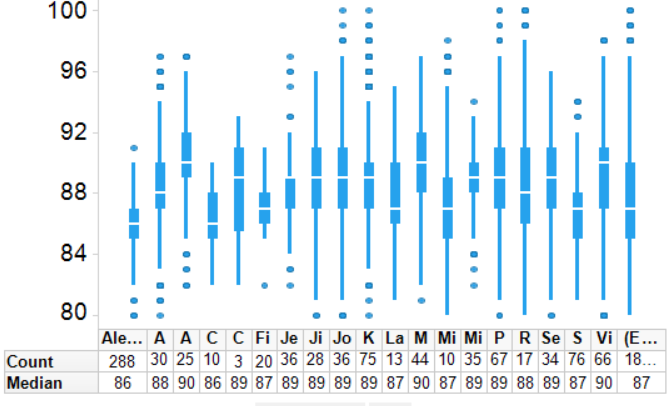 100
96
92
88
84
80
Ale... A A C C Fi Je Ji Jo K La M Mi Mi P R Se S Vi (E...
Count 288 30 25 10 3 20 36 28 36 75 13 44 10 35 67 17 34 76 66 18...
Median 86 88 90 86 89 87 89 89 89 89 87 90 87 89 89 88 89 87 90 87